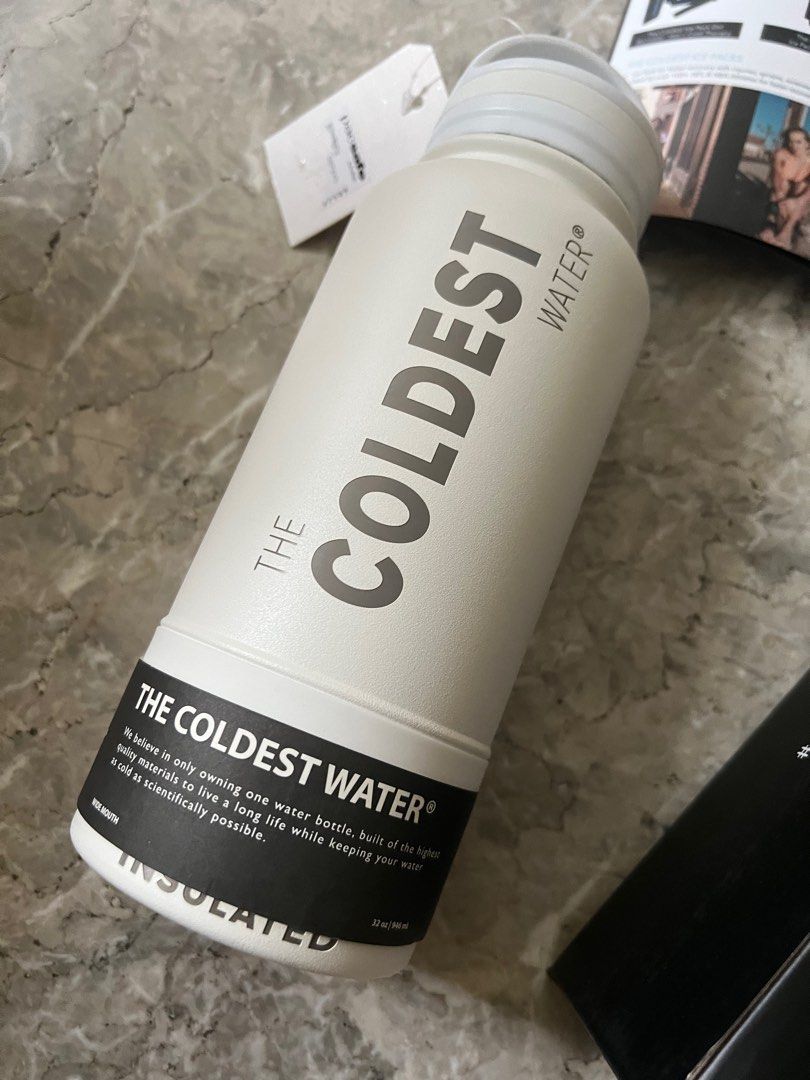 THE
COLDEST
WATER®
THE COLDEST WATER®
We believe in only owning one water bottle, built of the highest
quality materials to live a long life while keeping your water
as cold as scientifically possible.
WIDE MOUTH
32 oz | 946 ml
INSULATED
#